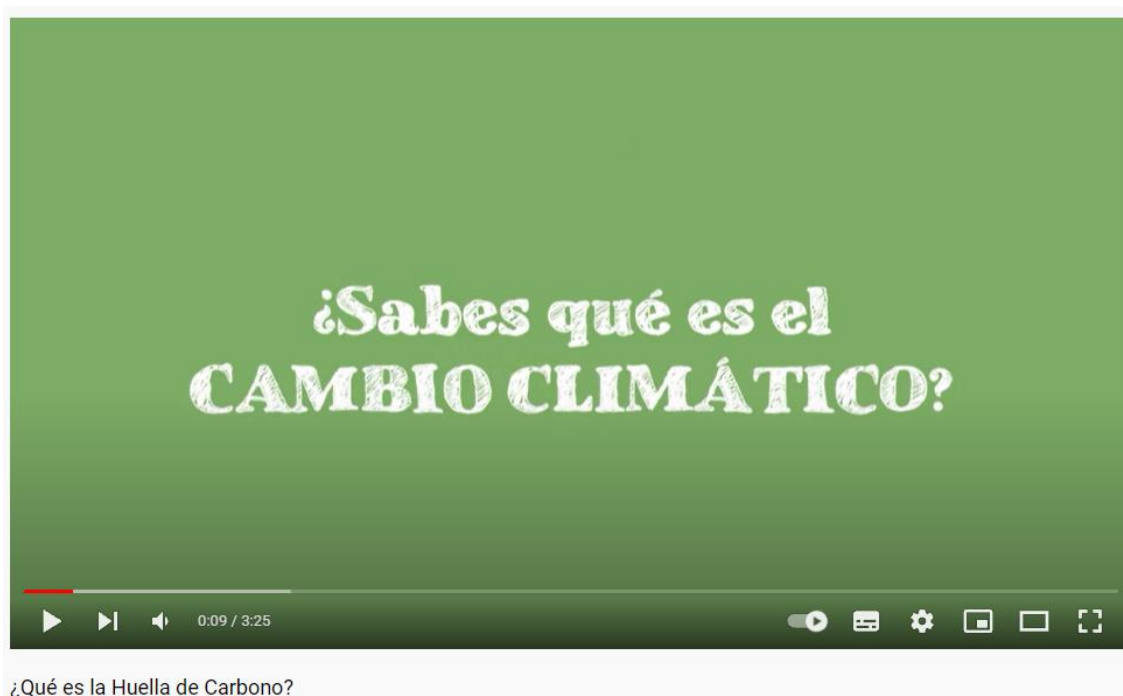 ¿Sabes qué es el
CAMBIO CLIMÁTICO?
0:09 / 3:25
¿Qué es la Huella de Carbono?